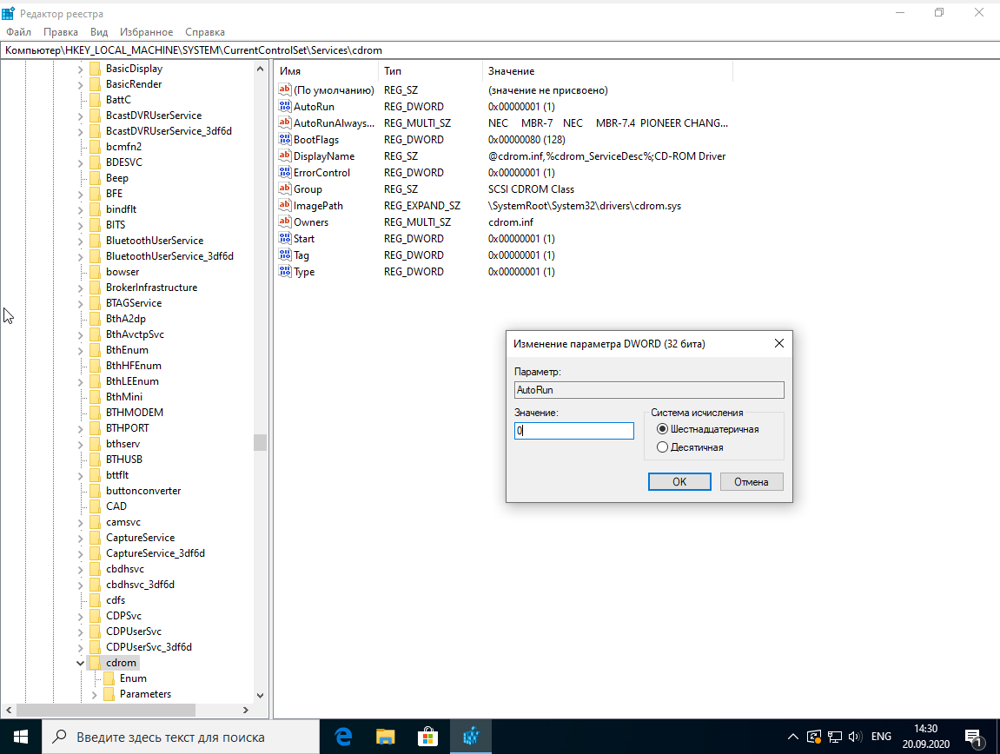 Редактор реестра
Файл Правка Вид Избранное Справка
Компьютер\HKEY_LOCAL_MACHINE\SYSTEM\CurrentControlSet\Services\cdrom
BasicDisplay
BasicRender
BattC
BcastDVRUserService
BcastDVRUserService_3df6d
bcmfn2
BDESVC
Beep
BFE
bindflt
BITS
BluetoothUserService
BluetoothUserService_3df6d
bowser
BrokerInfrastructure
BTAGService
BthA2dp
BthAvctpSvc
BthEnum
BthHFEnum
BthLEEnum
BthMini
BTHMODEM
BTHPORT
bthserv
BTHUSB
bttflt
buttonconverter
CAD
camsvc
CaptureService
CaptureService_3df6d
cbdhsvc
cbdhsvc_3df6d
cdfs
CDPSvc
CDPUserSvc
CDPUserSvc_3df6d
cdrom
Enum
Parameters
Имя Тип Значение
(По умолчанию) REG_SZ (значение не присвоено)
AutoRun REG_DWORD 0x00000001 (1)
AutoRunAlways... REG_MULTI_SZ NEC MBR-7 NEC MBR-7.4 PIONEER CHANG...
BootFlags REG_DWORD 0x00000080 (128)
DisplayName REG_SZ @cdrom.inf,%cdrom_ServiceDesc%;CD-ROM Driver
ErrorControl REG_DWORD 0x00000001 (1)
Group REG_SZ SCSI CDROM Class
ImagePath REG_EXPAND_SZ \SystemRoot\System32\drivers\cdrom.sys
Owners REG_MULTI_SZ cdrom.inf
Start REG_DWORD 0x00000001 (1)
Tag REG_DWORD 0x00000001 (1)
Type REG_DWORD 0x00000001 (1)
Изменение параметра DWORD (32 бита)
Параметр:
AutoRun
Значение:
0
Система исчисления
Шестнадцатеричная
Десятичная
OK Отмена
Введите здесь текст для поиска
ENG
14:30
20.09.2020
1